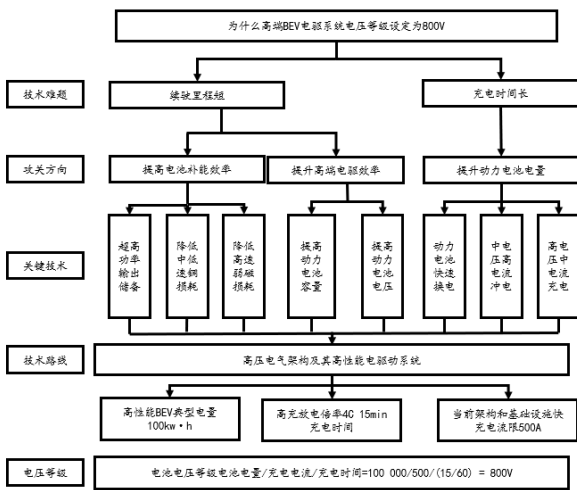 为什么高端BEV电驱系统电压等级设定为800V
技术难题
续驶里程短
充电时间长
攻关方向
提高电池补能效率
提升高端电驱效率
提升动力电池电量
关键技术
超高
功率
输出
储备
降低
中低
速铜
损耗
降低
高速
弱磁
损耗
提高
动力
电池
容量
提高
动力
电池
电压
动力
电池
快速
换电
中电
压高
电流
冲电
高电
压中
电流
充电
技术路线
高压电气架构及其高性能电驱动系统
高性能BEV典型电量
100kw·h
高充放电倍率4C 15min
充电时间
当前架构和基础设施快
充电流限500A
电压等级
电池电压等级电池电量/充电电流/充电时间=100 000/500/(15/60) = 800V